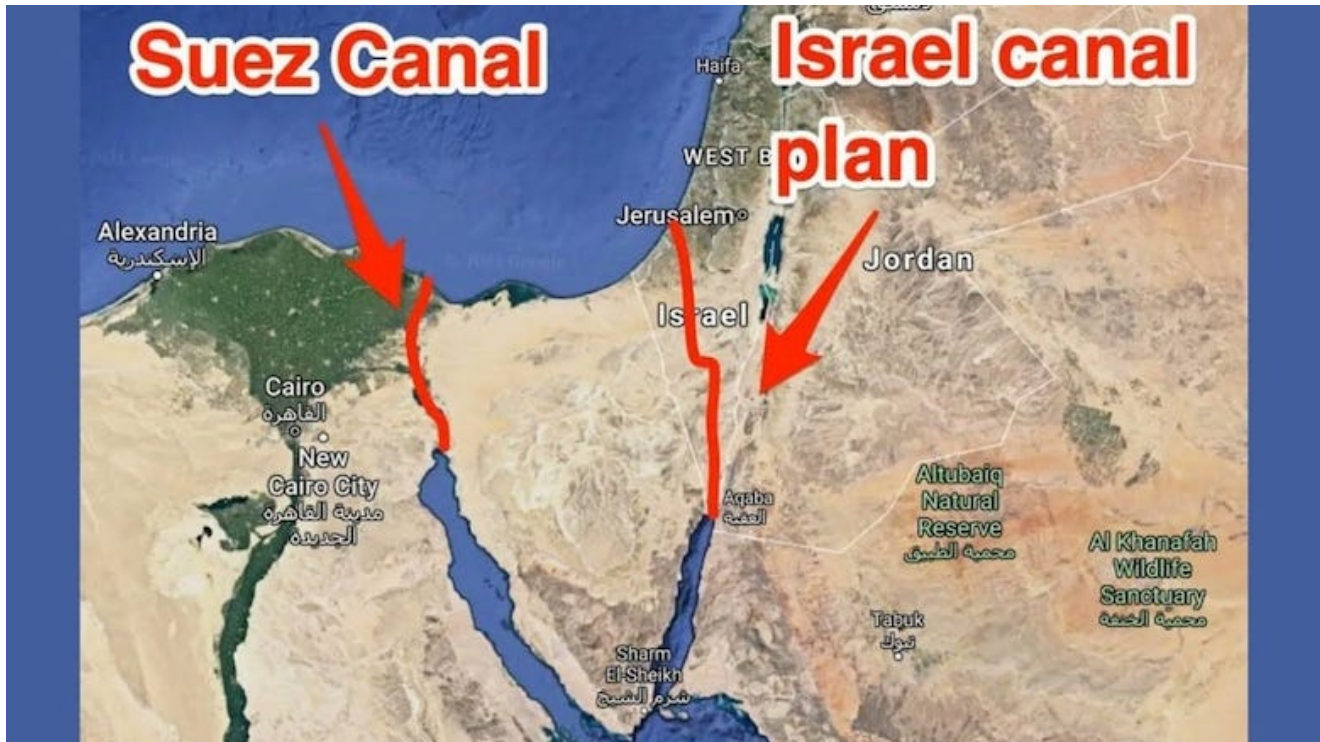 Suez Canal
Israel canal
plan
Haifa
WEST B
Jerusalem
Alexandria
الإسكندرية
Jordan
Israel
Cairo
القاهرة
New
Cairo City
مدينة القاهرة
الجديدة
Aqaba
العقبة
Altubaiq
Natural
Reserve
محمية الطبيق
Al Khanafah
Wildlife
Sanctuary
محمية الخنفة
Tabuk
تبوك
Sharm
El-Sheikh
شرم الشيخ